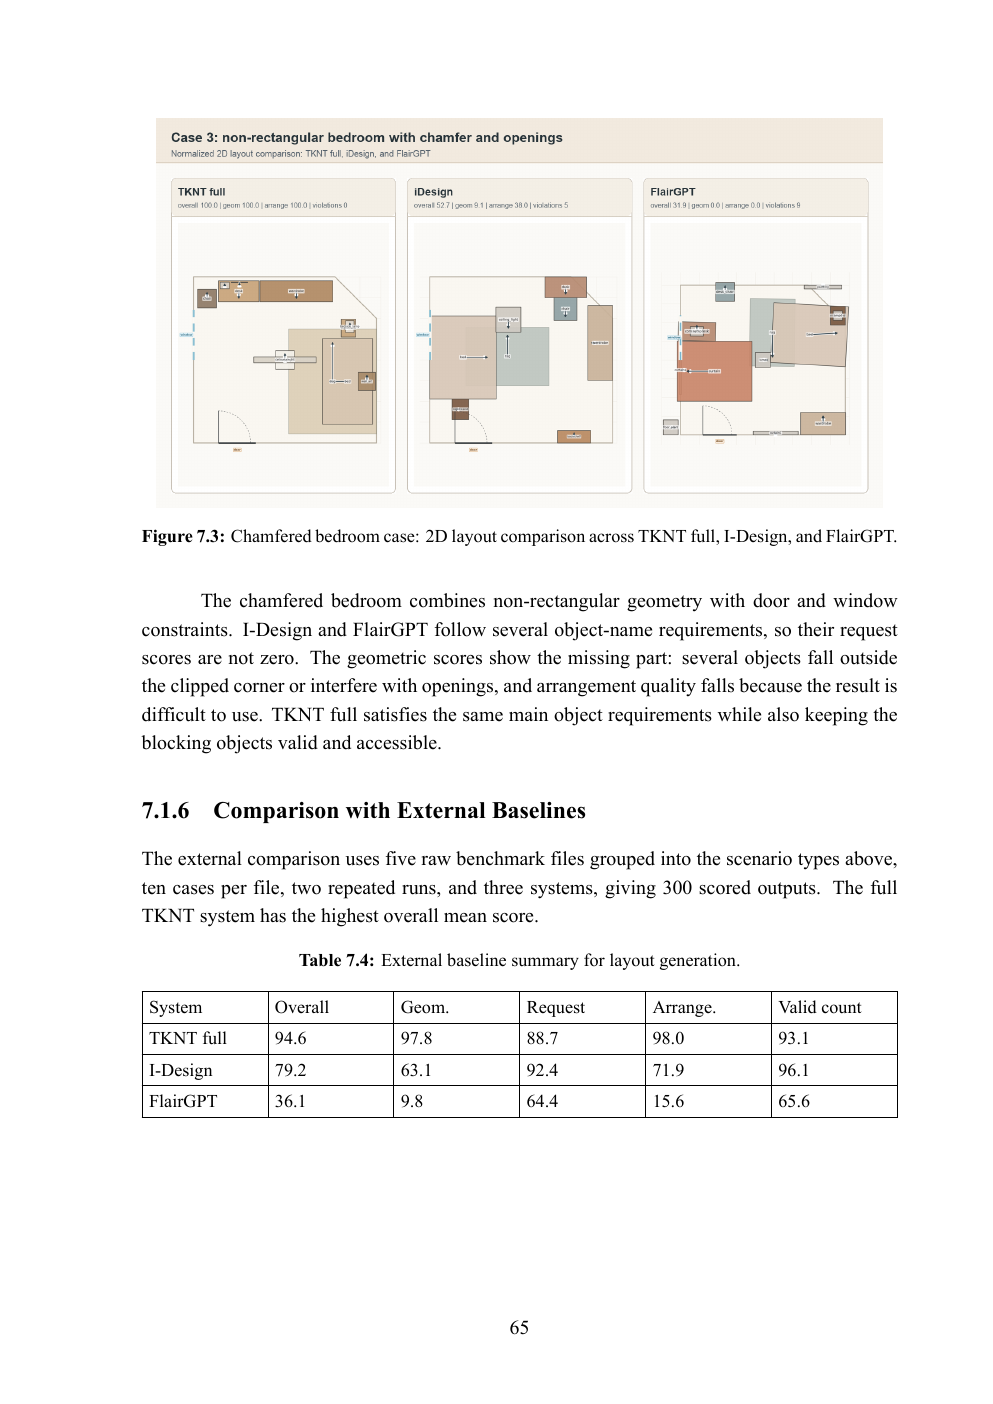 Case 3: non-rectangular bedroom with chamfer and openings
Normalized 2D layout comparison: TKNT full, iDesign, and FlairGPT
TKNT full
overall 100.0 | geom 100.0 | arrange 100.0 | violations 0
iDesign
overall 52.7 | geom 9.1 | arrange 38.0 | violations 5
FlairGPT
overall 31.9 | geom 0.0 | arrange 0.0 | violations 9
window
door
window
door
window
door
Figure 7.3: Chamfered bedroom case: 2D layout comparison across TKNT full, I-Design, and FlairGPT.
The chamfered bedroom combines non-rectangular geometry with door and window
constraints. I-Design and FlairGPT follow several object-name requirements, so their request
scores are not zero. The geometric scores show the missing part: several objects fall outside
the clipped corner or interfere with openings, and arrangement quality falls because the result is
difficult to use. TKNT full satisfies the same main object requirements while also keeping the
blocking objects valid and accessible.
7.1.6 Comparison with External Baselines
The external comparison uses five raw benchmark files grouped into the scenario types above,
ten cases per file, two repeated runs, and three systems, giving 300 scored outputs. The full
TKNT system has the highest overall mean score.
Table 7.4: External baseline summary for layout generation.
System Overall Geom. Request Arrange. Valid count
TKNT full 94.6 97.8 88.7 98.0 93.1
I-Design 79.2 63.1 92.4 71.9 96.1
FlairGPT 36.1 9.8 64.4 15.6 65.6
65